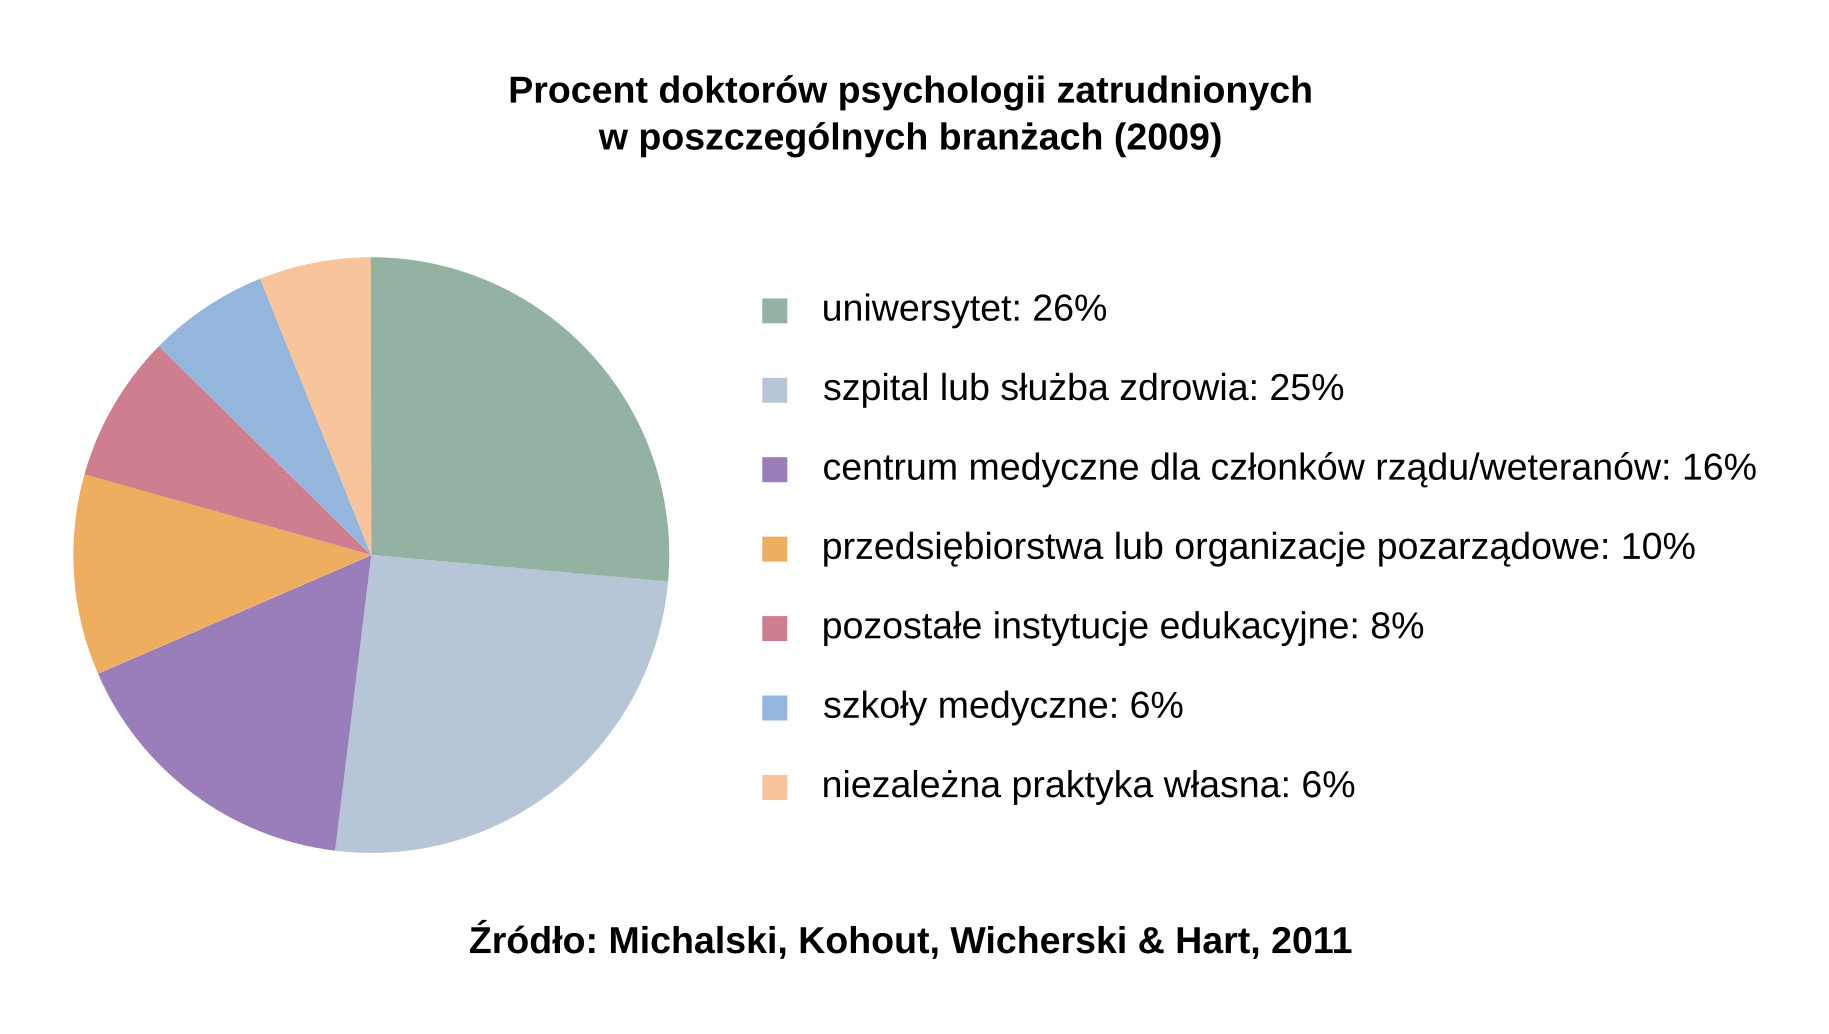 Procent doktorów psychologii zatrudnionych
w poszczególnych branżach (2009)
uniwersytet: 26%
szpital lub służba zdrowia: 25%
centrum medyczne dla członków rządu/weteranów: 16%
przedsiębiorstwa lub organizacje pozarządowe: 10%
pozostałe instytucje edukacyjne: 8%
szkoły medyczne: 6%
niezależna praktyka własna: 6%
Źródło: Michalski, Kohout, Wicherski & Hart, 2011